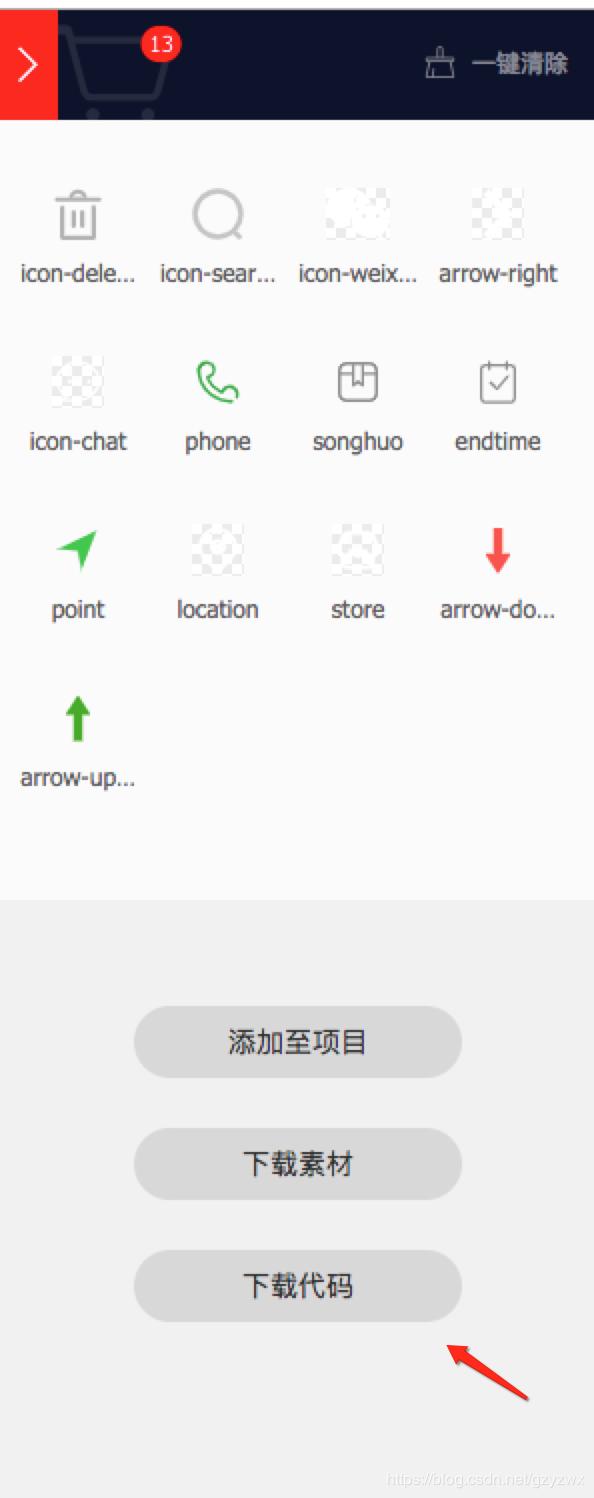 13
一键清除
icon-dele... icon-sear... icon-weix... arrow-right
icon-chat phone songhuo endtime
point location store arrow-do...
arrow-up...
添加至项目
下载素材
下载代码
https://blog.csdn.net/gzyzwx